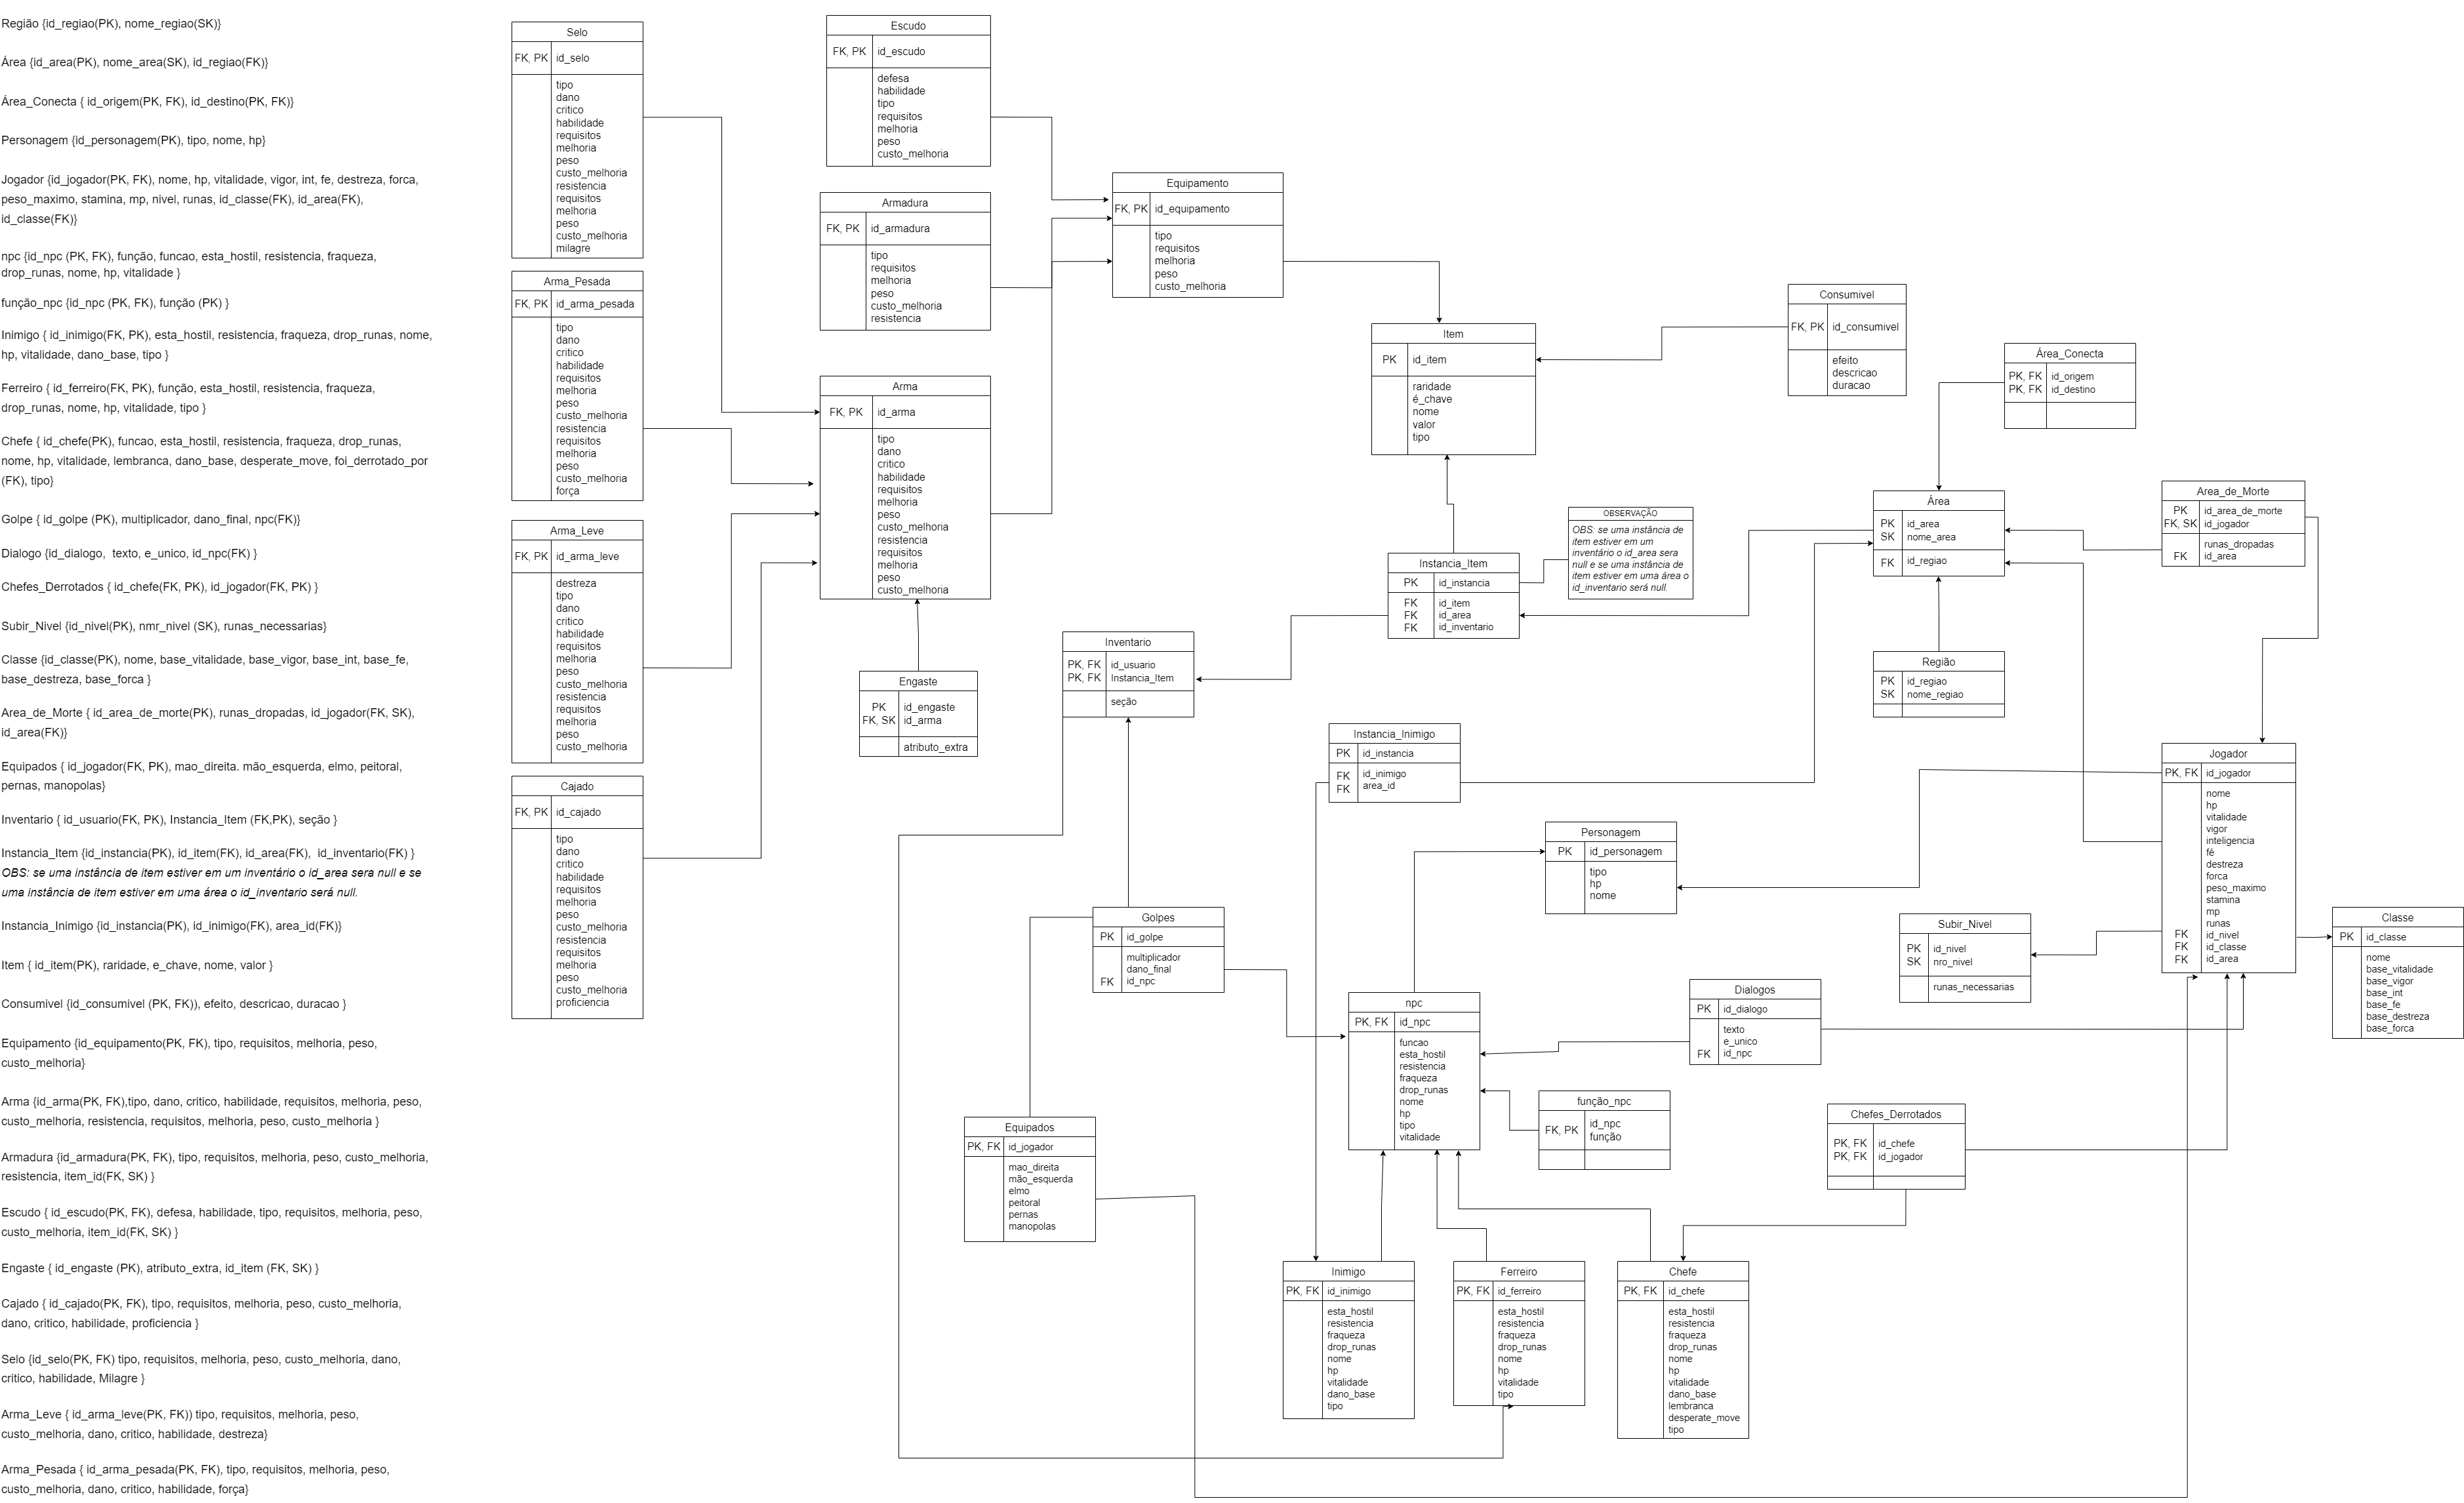 Região {id_regiao(PK), nome_regiao(SK)}
Área {id_area(PK), nome_area(SK), id_regiao(FK)}
Área_Conecta { id_origem(PK, FK), id_destino(PK, FK)}
Personagem {id_personagem(PK), tipo, nome, hp}
Jogador {id_jogador(PK, FK), nome, hp, vitalidade, vigor, int, fe, destreza, forca,
peso_maximo, stamina, mp, nivel, runas, id_classe(FK), id_area(FK),
id_classe(FK)}
npc {id_npc (PK, FK), função, funcao, esta_hostil, resistencia, fraqueza,
drop_runas, nome, hp, vitalidade }
função_npc {id_npc (PK, FK), função (PK) }
Inimigo { id_inimigo(FK, PK), esta_hostil, resistencia, fraqueza, drop_runas, nome,
hp, vitalidade, dano_base, tipo }
Ferreiro { id_ferreiro(FK, PK), função, esta_hostil, resistencia, fraqueza,
drop_runas, nome, hp, vitalidade, tipo }
Chefe { id_chefe(PK), funcao, esta_hostil, resistencia, fraqueza, drop_runas,
nome, hp, vitalidade, lembranca, dano_base, desperate_move, foi_derrotado_por
(FK), tipo}
Golpe { id_golpe (PK), multiplicador, dano_final, npc(FK)}
Dialogo {id_dialogo,  texto, e_unico, id_npc(FK) }
Chefes_Derrotados { id_chefe(FK, PK), id_jogador(FK, PK) }
Subir_Nivel {id_nivel(PK), nmr_nivel (SK), runas_necessarias}
Classe {id_classe(PK), nome, base_vitalidade, base_vigor, base_int, base_fe,
base_destreza, base_forca }
Area_de_Morte { id_area_de_morte(PK), runas_dropadas, id_jogador(FK, SK),
id_area(FK)}
Equipados { id_jogador(FK, PK), mao_direita. mão_esquerda, elmo, peitoral,
pernas, manopolas}
Inventario { id_usuario(FK, PK), Instancia_Item (FK,PK), seção }
Instancia_Item {id_instancia(PK), id_item(FK), id_area(FK),  id_inventario(FK) }
OBS: se uma instância de item estiver em um inventário o id_area sera null e se
uma instância de item estiver em uma área o id_inventario será null.
Instancia_Inimigo {id_instancia(PK), id_inimigo(FK), area_id(FK)}
Item { id_item(PK), raridade, e_chave, nome, valor }
Consumivel {id_consumivel (PK, FK)), efeito, descricao, duracao }
Equipamento {id_equipamento(PK, FK), tipo, requisitos, melhoria, peso,
custo_melhoria}
Arma {id_arma(PK, FK),tipo, dano, critico, habilidade, requisitos, melhoria, peso,
custo_melhoria, resistencia, requisitos, melhoria, peso, custo_melhoria }
Armadura {id_armadura(PK, FK), tipo, requisitos, melhoria, peso, custo_melhoria,
resistencia, item_id(FK, SK) }
Escudo { id_escudo(PK, FK), defesa, habilidade, tipo, requisitos, melhoria, peso,
custo_melhoria, item_id(FK, SK) }
Engaste { id_engaste (PK), atributo_extra, id_item (FK, SK) }
Cajado { id_cajado(PK, FK), tipo, requisitos, melhoria, peso, custo_melhoria,
dano, critico, habilidade, proficiencia }
Selo {id_selo(PK, FK) tipo, requisitos, melhoria, peso, custo_melhoria, dano,
critico, habilidade, Milagre }
Arma_Leve { id_arma_leve(PK, FK)) tipo, requisitos, melhoria, peso,
custo_melhoria, dano, critico, habilidade, destreza}
Arma_Pesada { id_arma_pesada(PK, FK), tipo, requisitos, melhoria, peso,
custo_melhoria, dano, critico, habilidade, força}
Selo
FK, PK id_selo
tipo
dano
critico
habilidade
requisitos
melhoria
peso
custo_melhoria
resistencia
requisitos
melhoria
peso
custo_melhoria
milagre
Arma_Pesada
FK, PK id_arma_pesada
tipo
dano
critico
habilidade
requisitos
melhoria
peso
custo_melhoria
resistencia
requisitos
melhoria
peso
custo_melhoria
força
Arma_Leve
FK, PK id_arma_leve
destreza
tipo
dano
critico
habilidade
requisitos
melhoria
peso
custo_melhoria
resistencia
requisitos
melhoria
peso
custo_melhoria
Cajado
FK, PK id_cajado
tipo
dano
critico
habilidade
requisitos
melhoria
peso
custo_melhoria
resistencia
requisitos
melhoria
peso
custo_melhoria
proficiencia
Escudo
FK, PK id_escudo
defesa
habilidade
tipo
requisitos
melhoria
peso
custo_melhoria
Armadura
FK, PK id_armadura
tipo
requisitos
melhoria
peso
custo_melhoria
resistencia
Arma
FK, PK id_arma
tipo
dano
critico
habilidade
requisitos
melhoria
peso
custo_melhoria
resistencia
requisitos
melhoria
peso
custo_melhoria
Engaste
PK id_engaste
FK, SK id_arma
atributo_extra
Equipamento
FK, PK id_equipamento
tipo
requisitos
melhoria
peso
custo_melhoria
Item
PK id_item
raridade
é_chave
nome
valor
tipo
Consumivel
FK, PK id_consumivel
efeito
descricao
duracao
Área_Conecta
PK, FK id_origem
PK, FK id_destino
Área
PK id_area
SK nome_area
FK id_regiao
Area_de_Morte
PK id_area_de_morte
FK, SK id_jogador
runas_dropadas
FK id_area
OBSERVAÇÃO
OBS: se uma instância de
item estiver em um
inventário o id_area sera
null e se uma instância de
item estiver em uma área o
id_inventario será null.
Instancia_Item
PK id_instancia
FK id_item
FK id_area
FK id_inventario
Inventario
PK, FK id_usuario
PK, FK Instancia_Item
seção
Região
PK id_regiao
SK nome_regiao
Instancia_Inimigo
PK id_instancia
FK id_inimigo
FK area_id
Jogador
PK, FK id_jogador
nome
hp
vitalidade
vigor
inteligencia
fé
destreza
forca
peso_maximo
stamina
mp
runas
FK id_nivel
FK id_classe
FK id_area
Personagem
PK id_personagem
tipo
hp
nome
Subir_Nivel
PK id_nivel
SK nro_nivel
runas_necessarias
Classe
PK id_classe
nome
base_vitalidade
base_vigor
base_int
base_fe
base_destreza
base_forca
Golpes
PK id_golpe
multiplicador
dano_final
FK id_npc
npc
PK, FK id_npc
funcao
esta_hostil
resistencia
fraqueza
drop_runas
nome
hp
tipo
vitalidade
Dialogos
PK id_dialogo
texto
e_unico
FK id_npc
função_npc
FK, PK id_npc
função
Chefes_Derrotados
PK, FK id_chefe
PK, FK id_jogador
Equipados
PK, FK id_jogador
mao_direita
mão_esquerda
elmo
peitoral
pernas
manopolas
Inimigo
PK, FK id_inimigo
esta_hostil
resistencia
fraqueza
drop_runas
nome
hp
vitalidade
dano_base
tipo
Ferreiro
PK, FK id_ferreiro
esta_hostil
resistencia
fraqueza
drop_runas
nome
hp
vitalidade
tipo
Chefe
PK, FK id_chefe
esta_hostil
resistencia
fraqueza
drop_runas
nome
hp
vitalidade
dano_base
lembranca
desperate_move
tipo